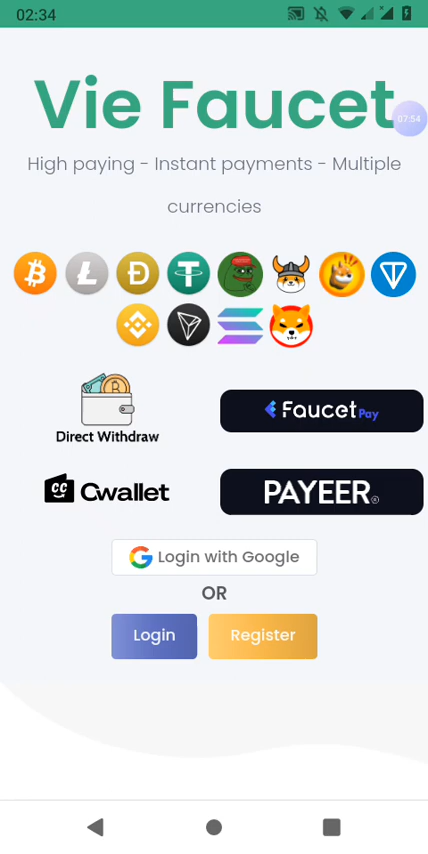 02:34
Vie Faucet
07:54
High paying - Instant payments - Multiple
currencies
Direct Withdraw
FaucetPay
Cwallet
PAYEER
Login with Google
OR
Login
Register